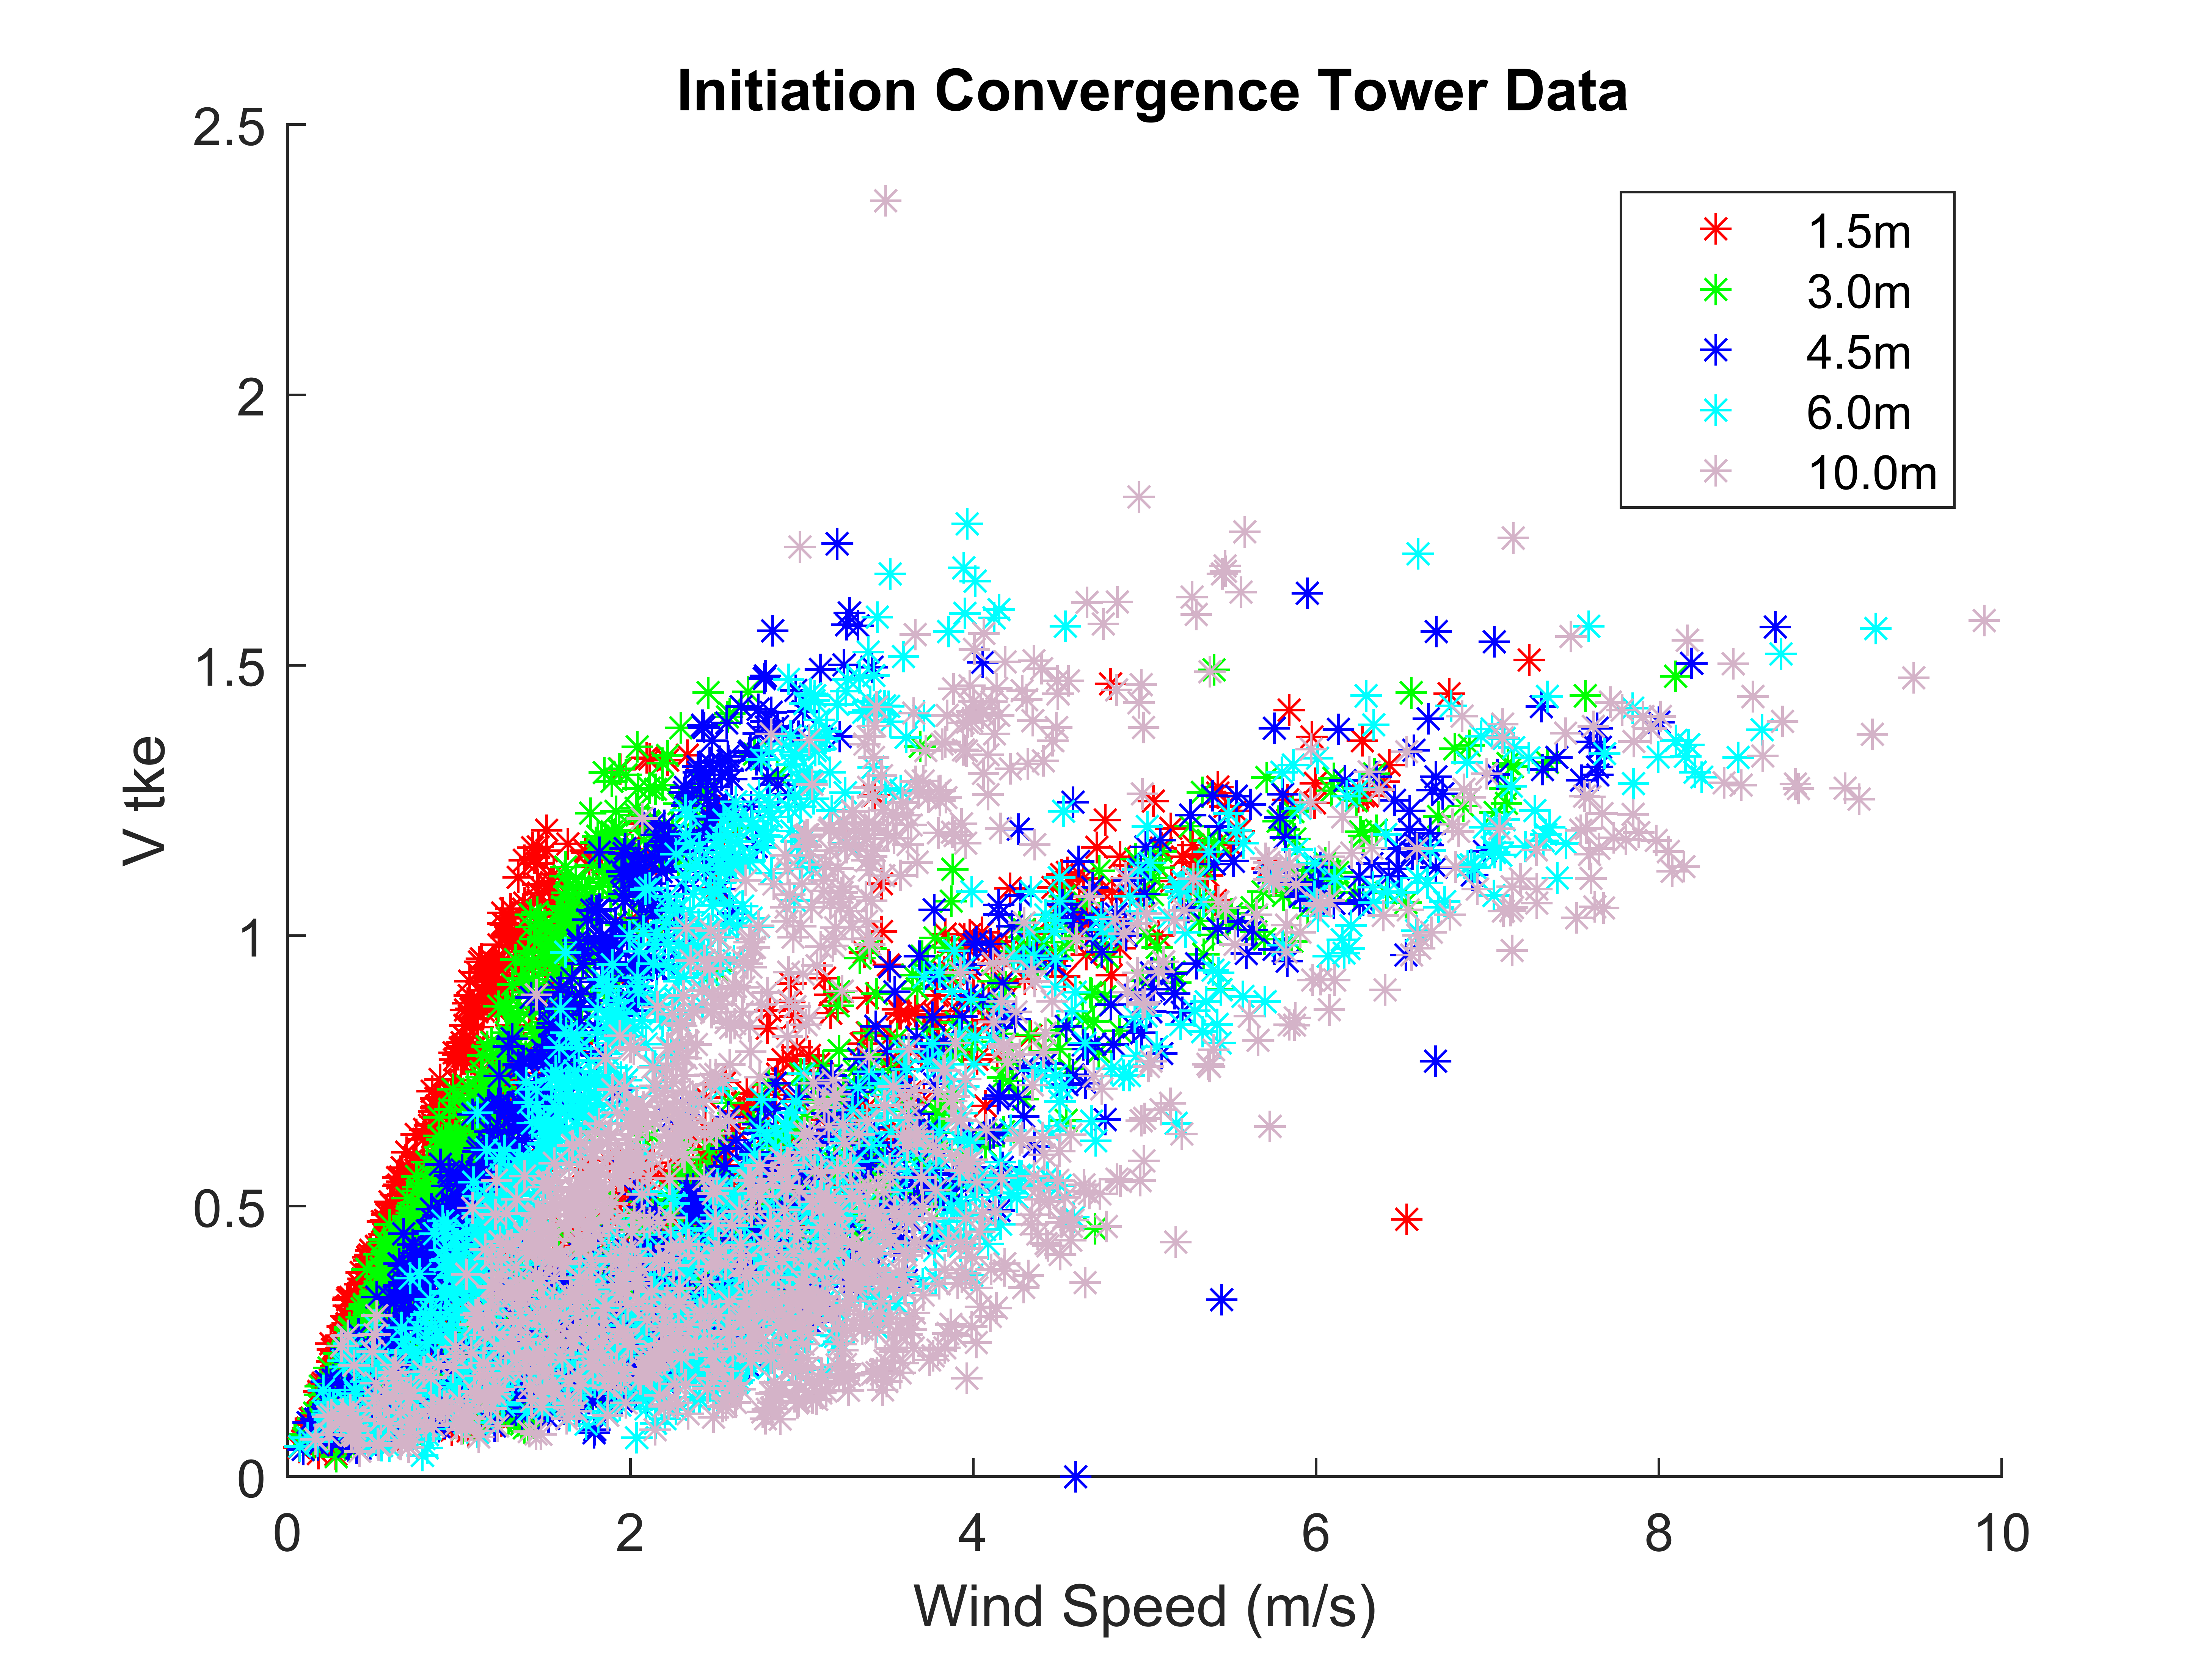 Initiation Convergence Tower Data
2.5
2
1.5
1
0.5
0
V tke
1.5m
3.0m
4.5m
6.0m
10.0m
0 2 4 6 8 10
Wind Speed (m/s)